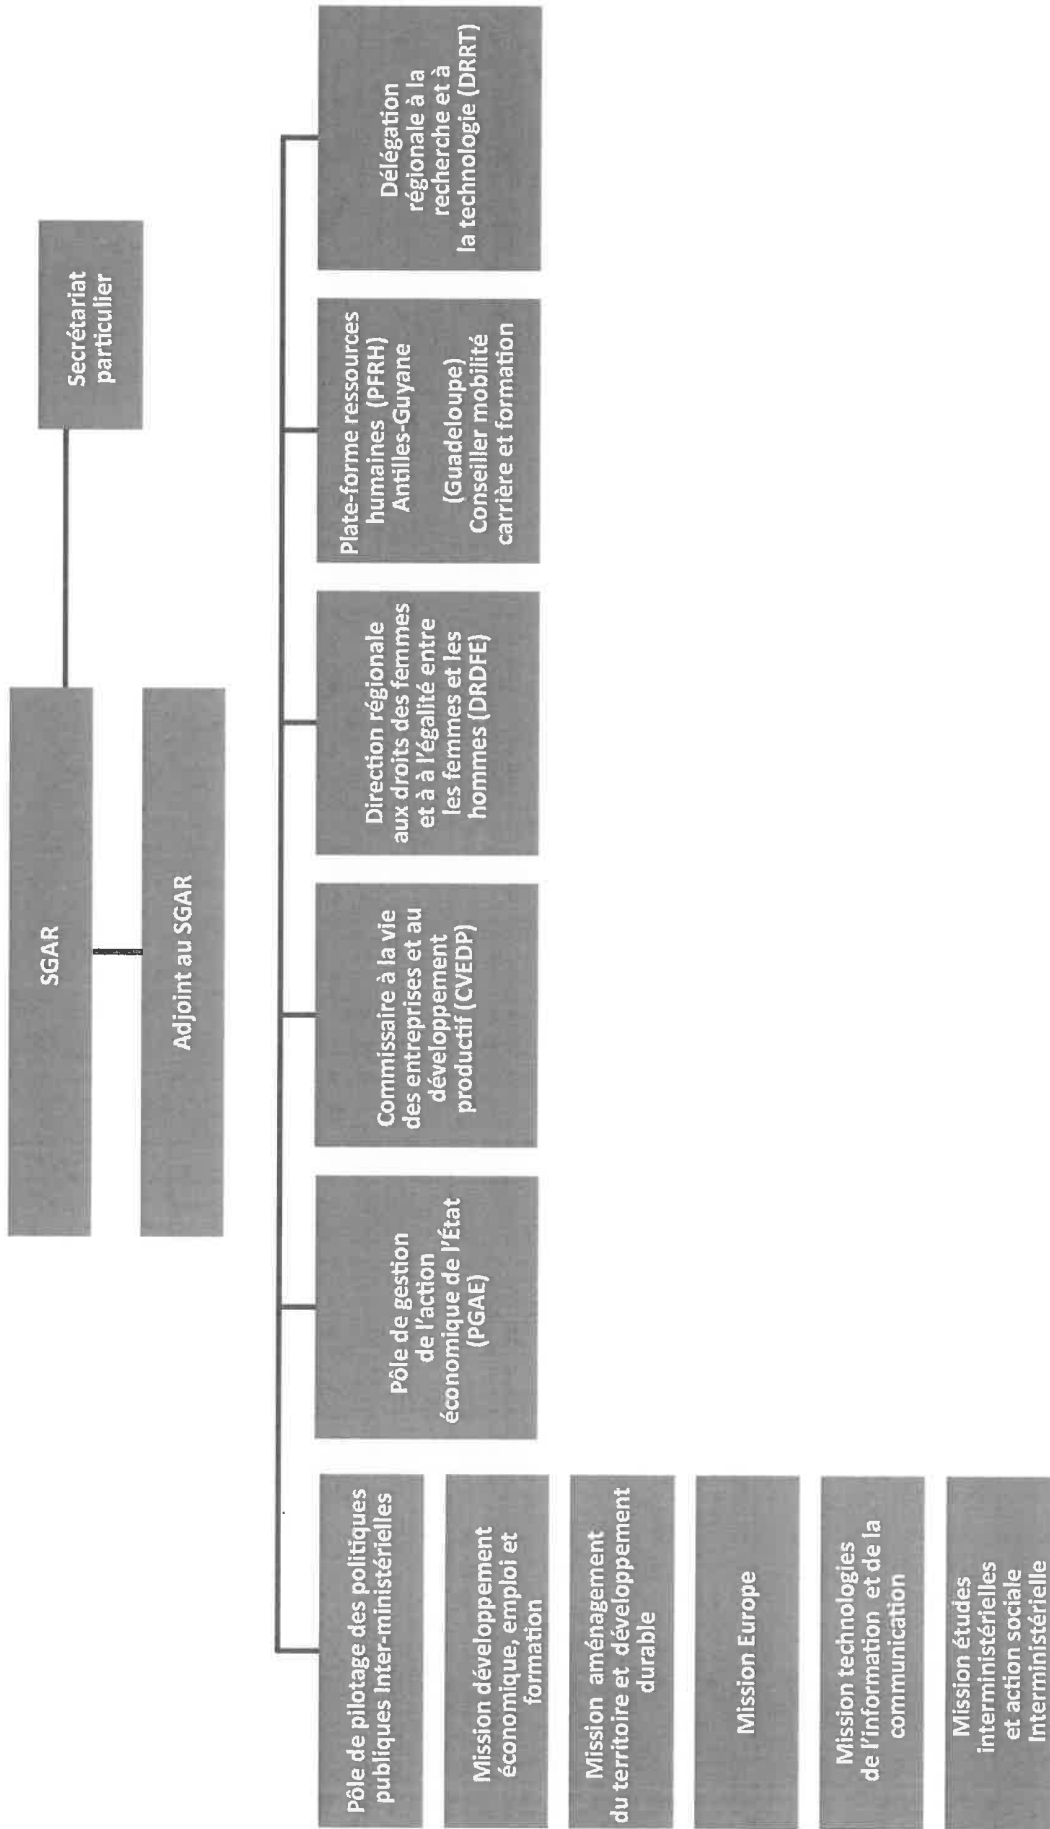 SGAR
Secrétariat
particulier
Adjoint au SGAR
Pôle de pilotage des politiques
publiques Inter-ministérielles
Mission développement
économique, emploi et
formation
Mission aménagement
du territoire et développement
durable
Mission Europe
Mission technologies
de l'information et de la
communication
Mission études
interministérielles
et action sociale
Interministérielle
Pôle de gestion
de l'action
économique de l'État
(PGAE)
Commissaire à la vie
des entreprises et au
développement
productif (CVEDP)
Direction régionale
aux droits des femmes
et à à l'égalité entre
les femmes et les
hommes (DRDFE)
Plate-forme ressources
humaines (PFRH)
Antilles-Guyane
(Guadeloupe)
Conseiller mobilité
carrière et formation
Délégation
régionale à la
recherche et à
la technologie (DRRT)